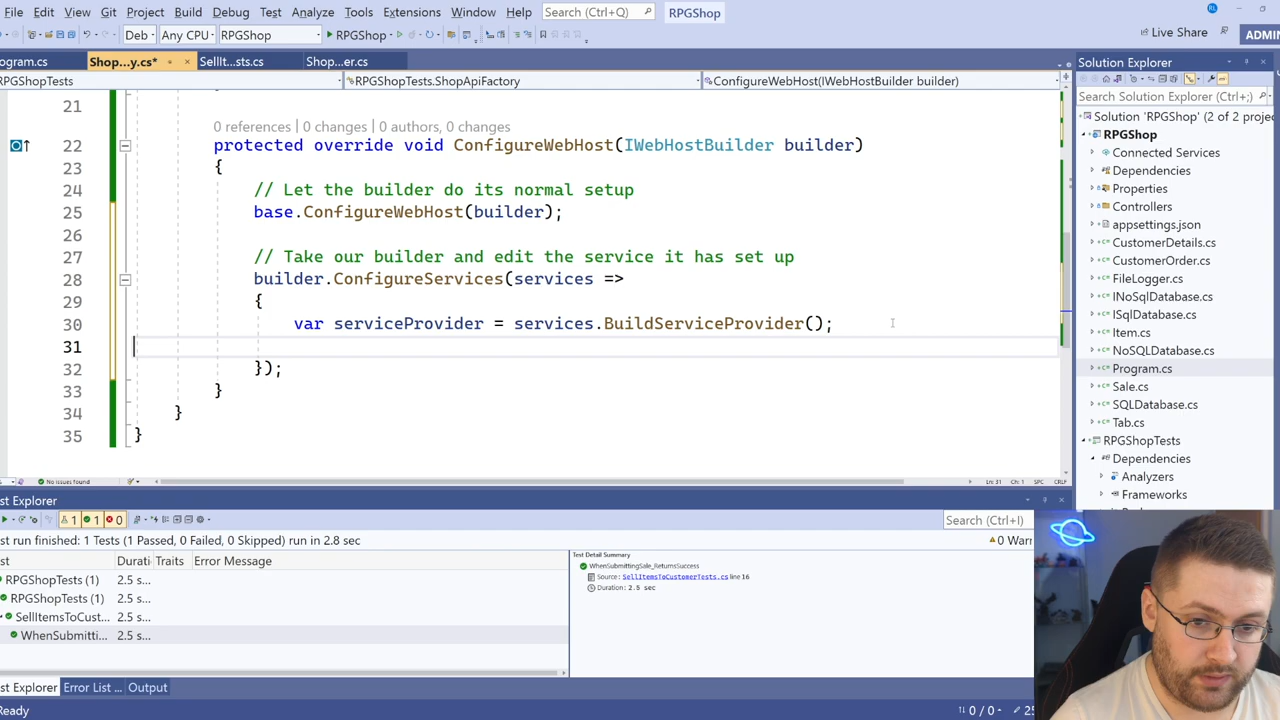 File Edit View Git Project Build Debug Test Analyze Tools Extensions Window Help Search (Ctrl+Q) RPGShop
Deb Any CPU RPGShop RPGShop Live Share ADMIN
ogram.cs Shop...y.cs* SellIt...sts.cs Shop...er.cs
RPGShopTests RPGShopTests.ShopApiFactory ConfigureWebHost(IWebHostBuilder builder)
21
0 references | 0 changes | 0 authors, 0 changes
22 protected override void ConfigureWebHost(IWebHostBuilder builder)
23 {
24 // Let the builder do its normal setup
25 base.ConfigureWebHost(builder);
26
27 // Take our builder and edit the service it has set up
28 builder.ConfigureServices(services =>
29 {
30 var serviceProvider = services.BuildServiceProvider();
31
32 });
33 }
34 }
35 }
No issues found Ln: 31 Ch: 1 SPC CRLF
Solution Explorer
Search Solution Explorer (Ctrl+;)
Solution 'RPGShop' (2 of 2 projec
RPGShop
Connected Services
Dependencies
Properties
Controllers
appsettings.json
CustomerDetails.cs
CustomerOrder.cs
FileLogger.cs
INoSqlDatabase.cs
ISqlDatabase.cs
Item.cs
NoSQLDatabase.cs
Program.cs
Sale.cs
SQLDatabase.cs
Tab.cs
RPGShopTests
Dependencies
Analyzers
Frameworks
est Explorer
1 1 0 Search (Ctrl+I)
est run finished: 1 Tests (1 Passed, 0 Failed, 0 Skipped) run in 2.8 sec 0 Warn
st Durati Traits Error Message
RPGShopTests (1) 2.5 s...
RPGShopTests (1) 2.5 s...
SellItemsToCust... 2.5 s...
WhenSubmitti... 2.5 s...
Test Detail Summary
WhenSubmittingSale_ReturnsSuccess
Source: SellItemsToCustomerTests.cs line 16
Duration: 2.5 sec
st Explorer Error List ... Output
Ready 0 / 0 25